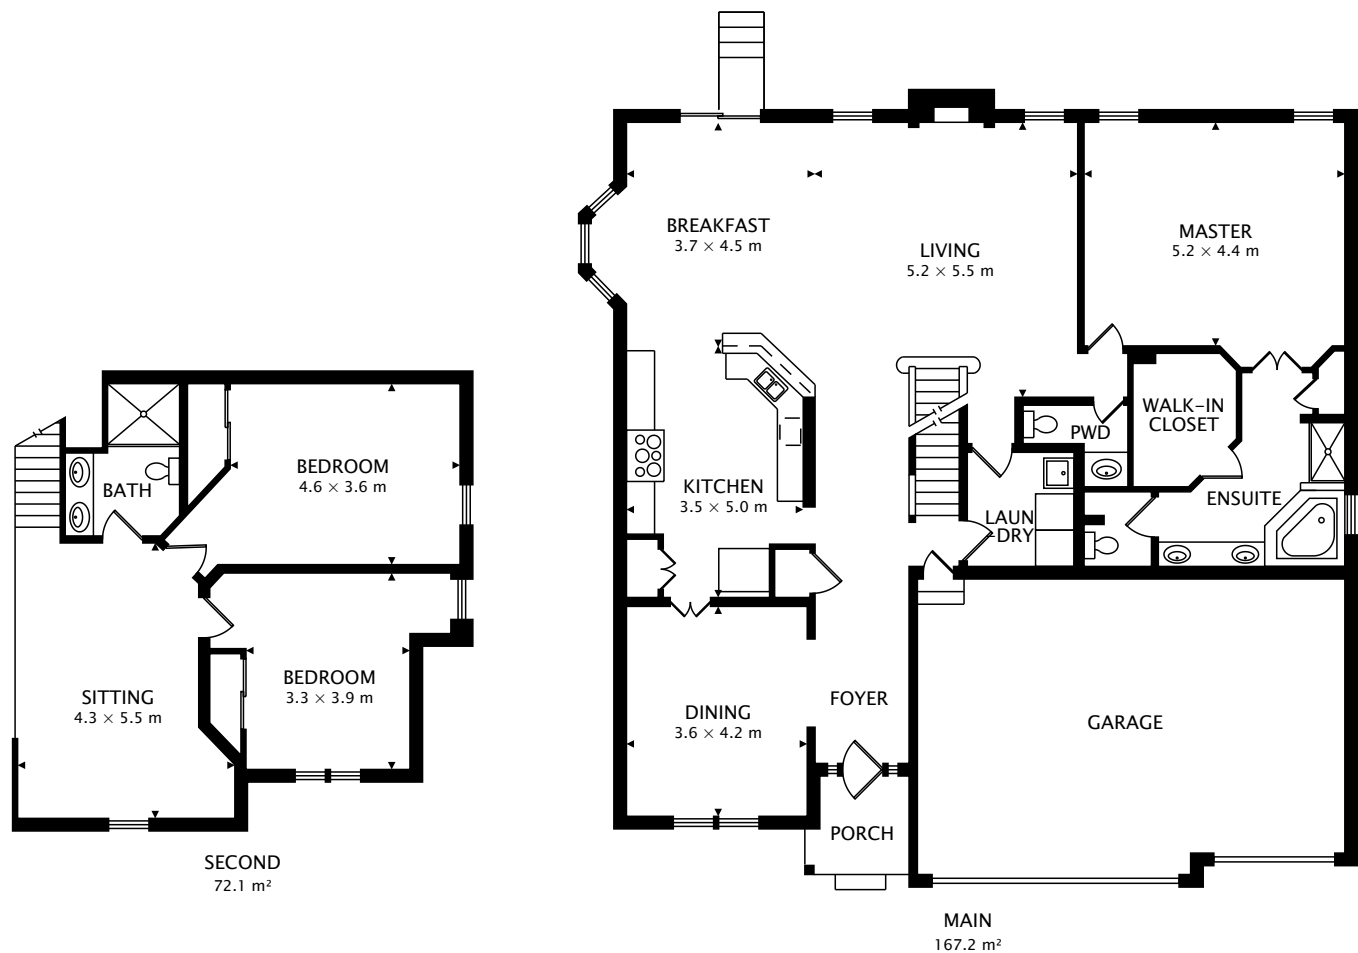 BREAKFAST
3.7 × 4.5 m
LIVING
5.2 × 5.5 m
MASTER
5.2 × 4.4 m
WALK-IN
CLOSET
PWD
KITCHEN
3.5 × 5.0 m
LAUN
-DRY
ENSUITE
DINING
3.6 × 4.2 m
FOYER
GARAGE
PORCH
MAIN
167.2 m²
BEDROOM
4.6 × 3.6 m
BATH
BEDROOM
3.3 × 3.9 m
SITTING
4.3 × 5.5 m
SECOND
72.1 m²